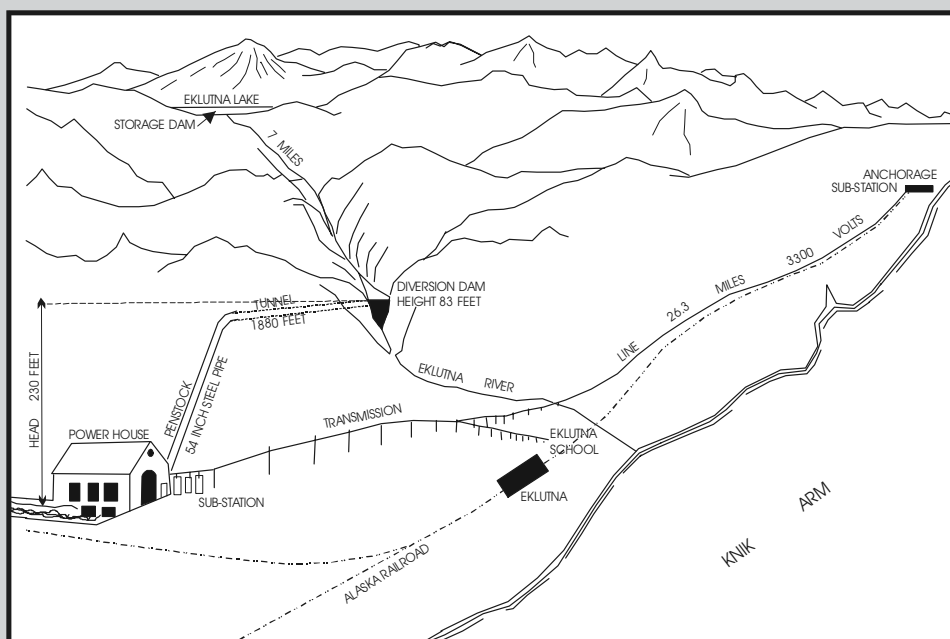 EKLUTNA LAKE
STORAGE DAM
7 MILES
ANCHORAGE
SUB-STATION
VOLTS
3300
MILES
26.3
LINE
DIVERSION DAM
HEIGHT 83 FEET
TUNNEL
1880 FEET
HEAD 230 FEET
PENSTOCK
54 INCH STEEL PIPE
EKLUTNA RIVER
TRANSMISSION
POWER HOUSE
EKLUTNA
SCHOOL
SUB-STATION
EKLUTNA
ALASKA RAILROAD
KNIK ARM